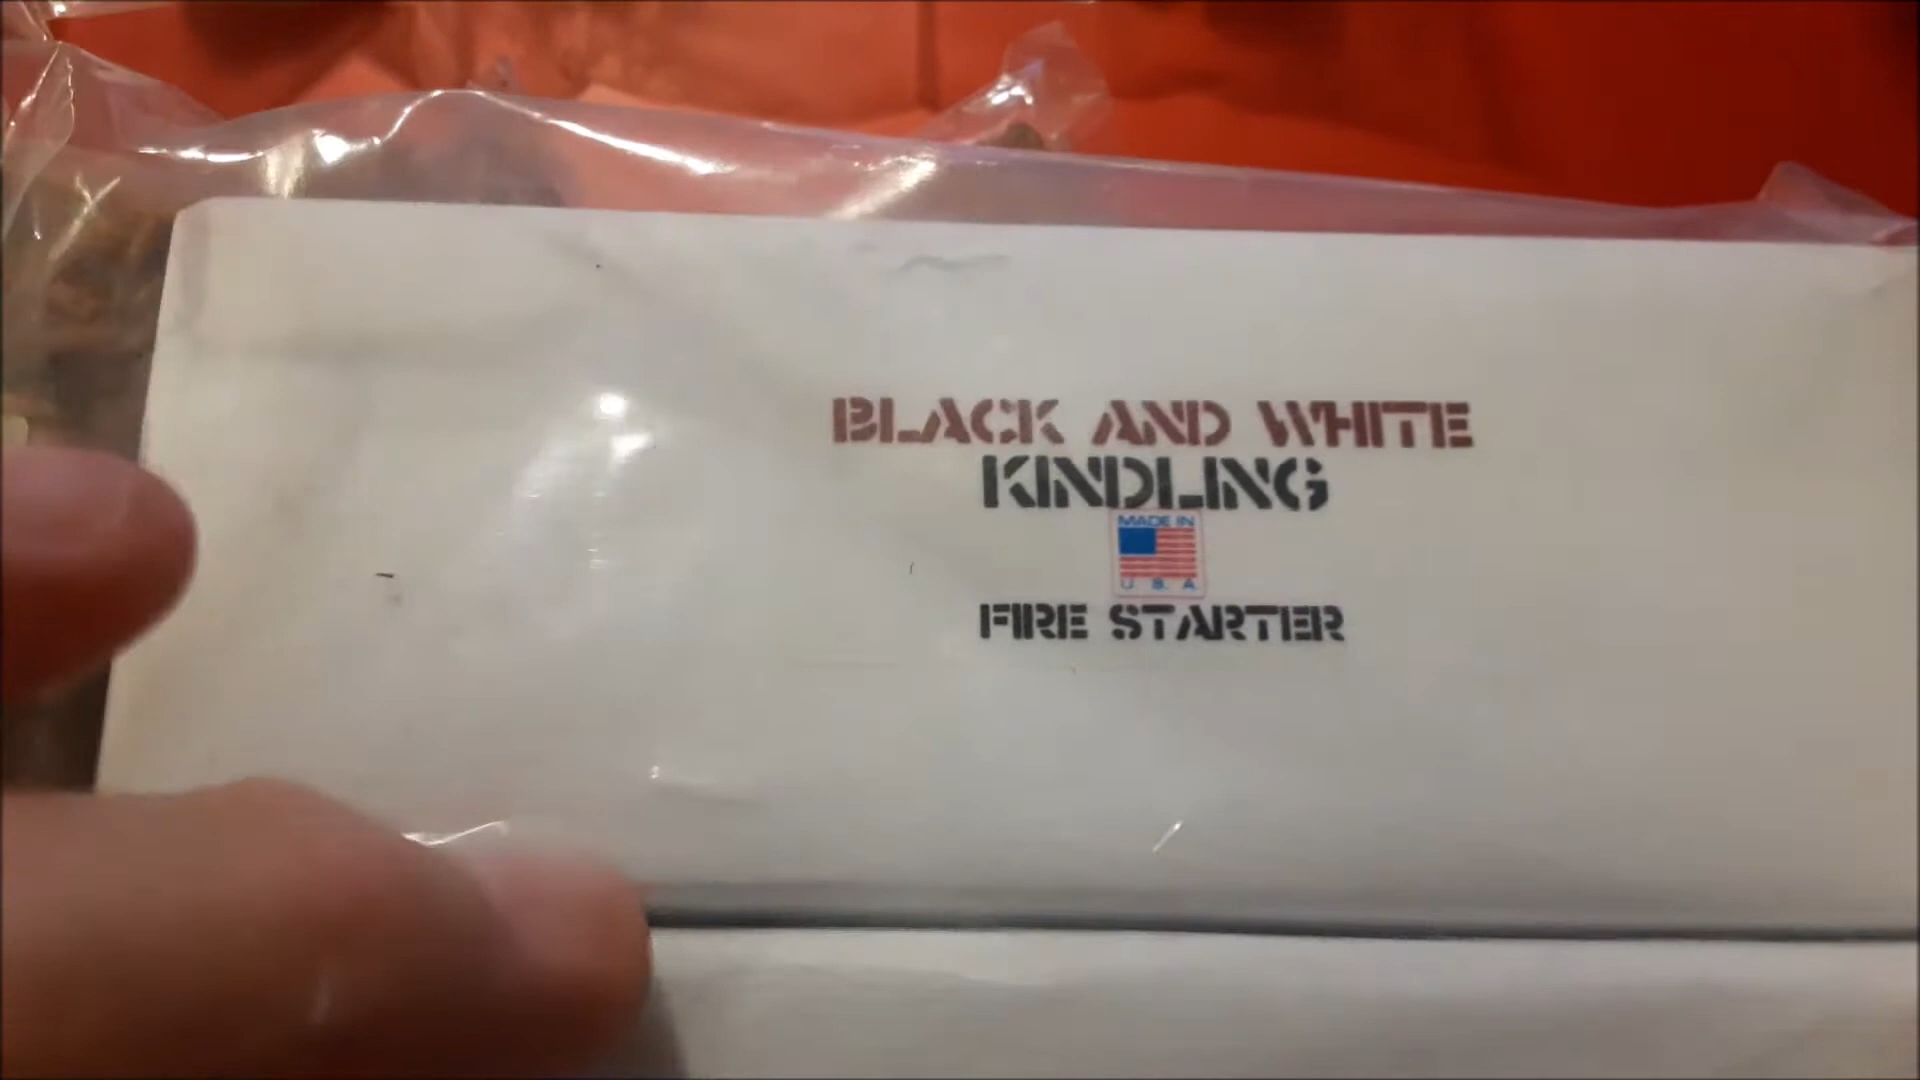 BLACK AND WHITE
KINDLING
MADE IN
U. S. A.
FIRE STARTER